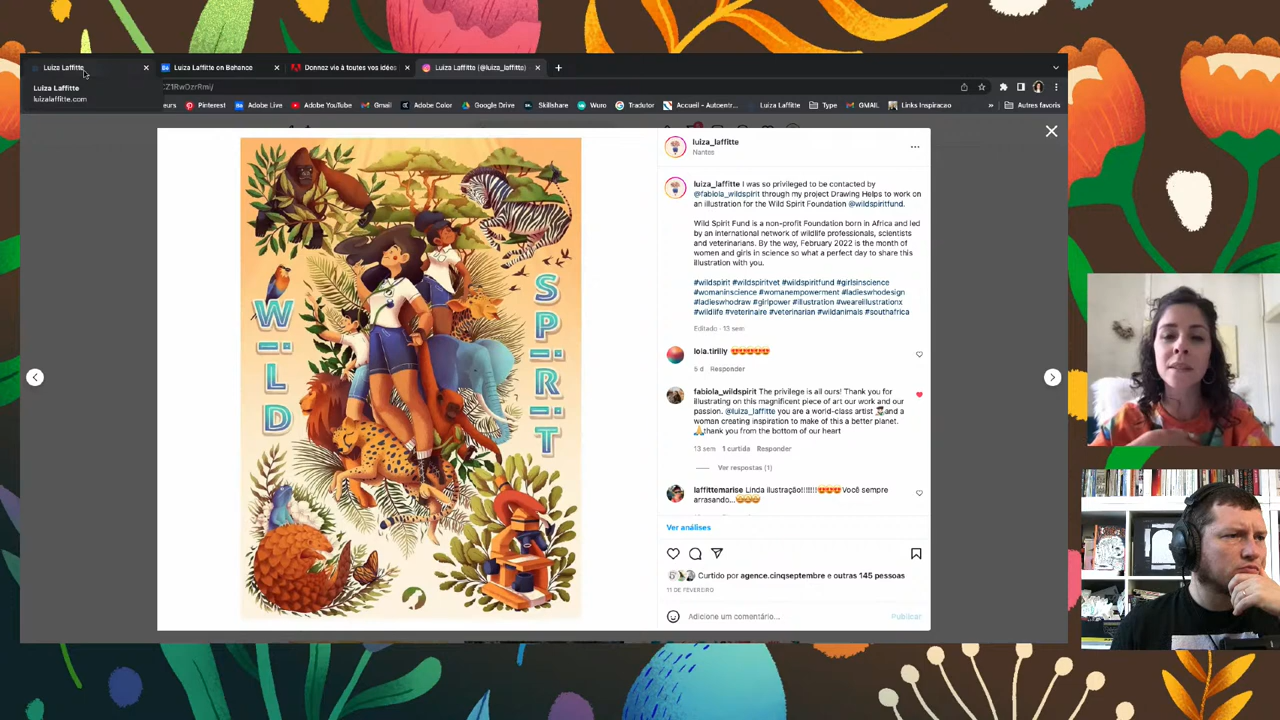 Luiza Laffitte
Luiza Laffitte on Behance
Donnez vie à toutes vos idées
Luiza Laffitte (@luiza_laffitte)
Luiza Laffitte
luizalaffitte.com
CZ1RwOzrRmj/
eurs
Pinterest
Adobe Live
Adobe YouTube
Gmail
Adobe Color
Google Drive
Skillshare
Wuro
Tradutor
Accueil - Autoentr...
Luiza Laffitte
Type
GMAIL
Links Inspiracao
»
Autres favoris
WILD
SPIRIT
luiza_laffitte
Nantes
luiza_laffitte I was so privileged to be contacted by
@fabiola_wildspirit through my project Drawing Helps to work on
an illustration for the Wild Spirit Foundation @wildspiritfund.
Wild Spirit Fund is a non-profit Foundation born in Africa and led
by an international network of wildlife professionals, scientists
and veterinarians. By the way, February 2022 is the month of
women and girls in science so what a perfect day to share this
illustration with you.
#wildspirit #wildspiritvet #wildspiritfund #girlsinscience
#womaninscience #womanempowerment #ladieswhodesign
#ladieswhodraw #girlpower #illustration #weareillustrationx
#wildlife #veterinaire #veterinarian #wildanimals #southafrica
Editado · 13 sem
lola.tirilly 😍😍😍😍😍
5 d Responder
fabiola_wildspirit The privilege is all ours! Thank you for
illustrating on this magnificent piece of art our work and our
passion. @luiza_laffitte you are a world-class artist 👩🏻‍🎨and a
woman creating inspiration to make of this a better planet.
🙏thank you from the bottom of our heart
13 sem 1 curtida Responder
Ver respostas (1)
laffittemarise Linda ilustração!!!!!!!😍😍😍Você sempre
arrasando...🤩🤩🤩
Ver análises
Curtido por agence.cinqseptembre e outras 145 pessoas
11 DE FEVEREIRO
Adicione um comentário...
Publicar